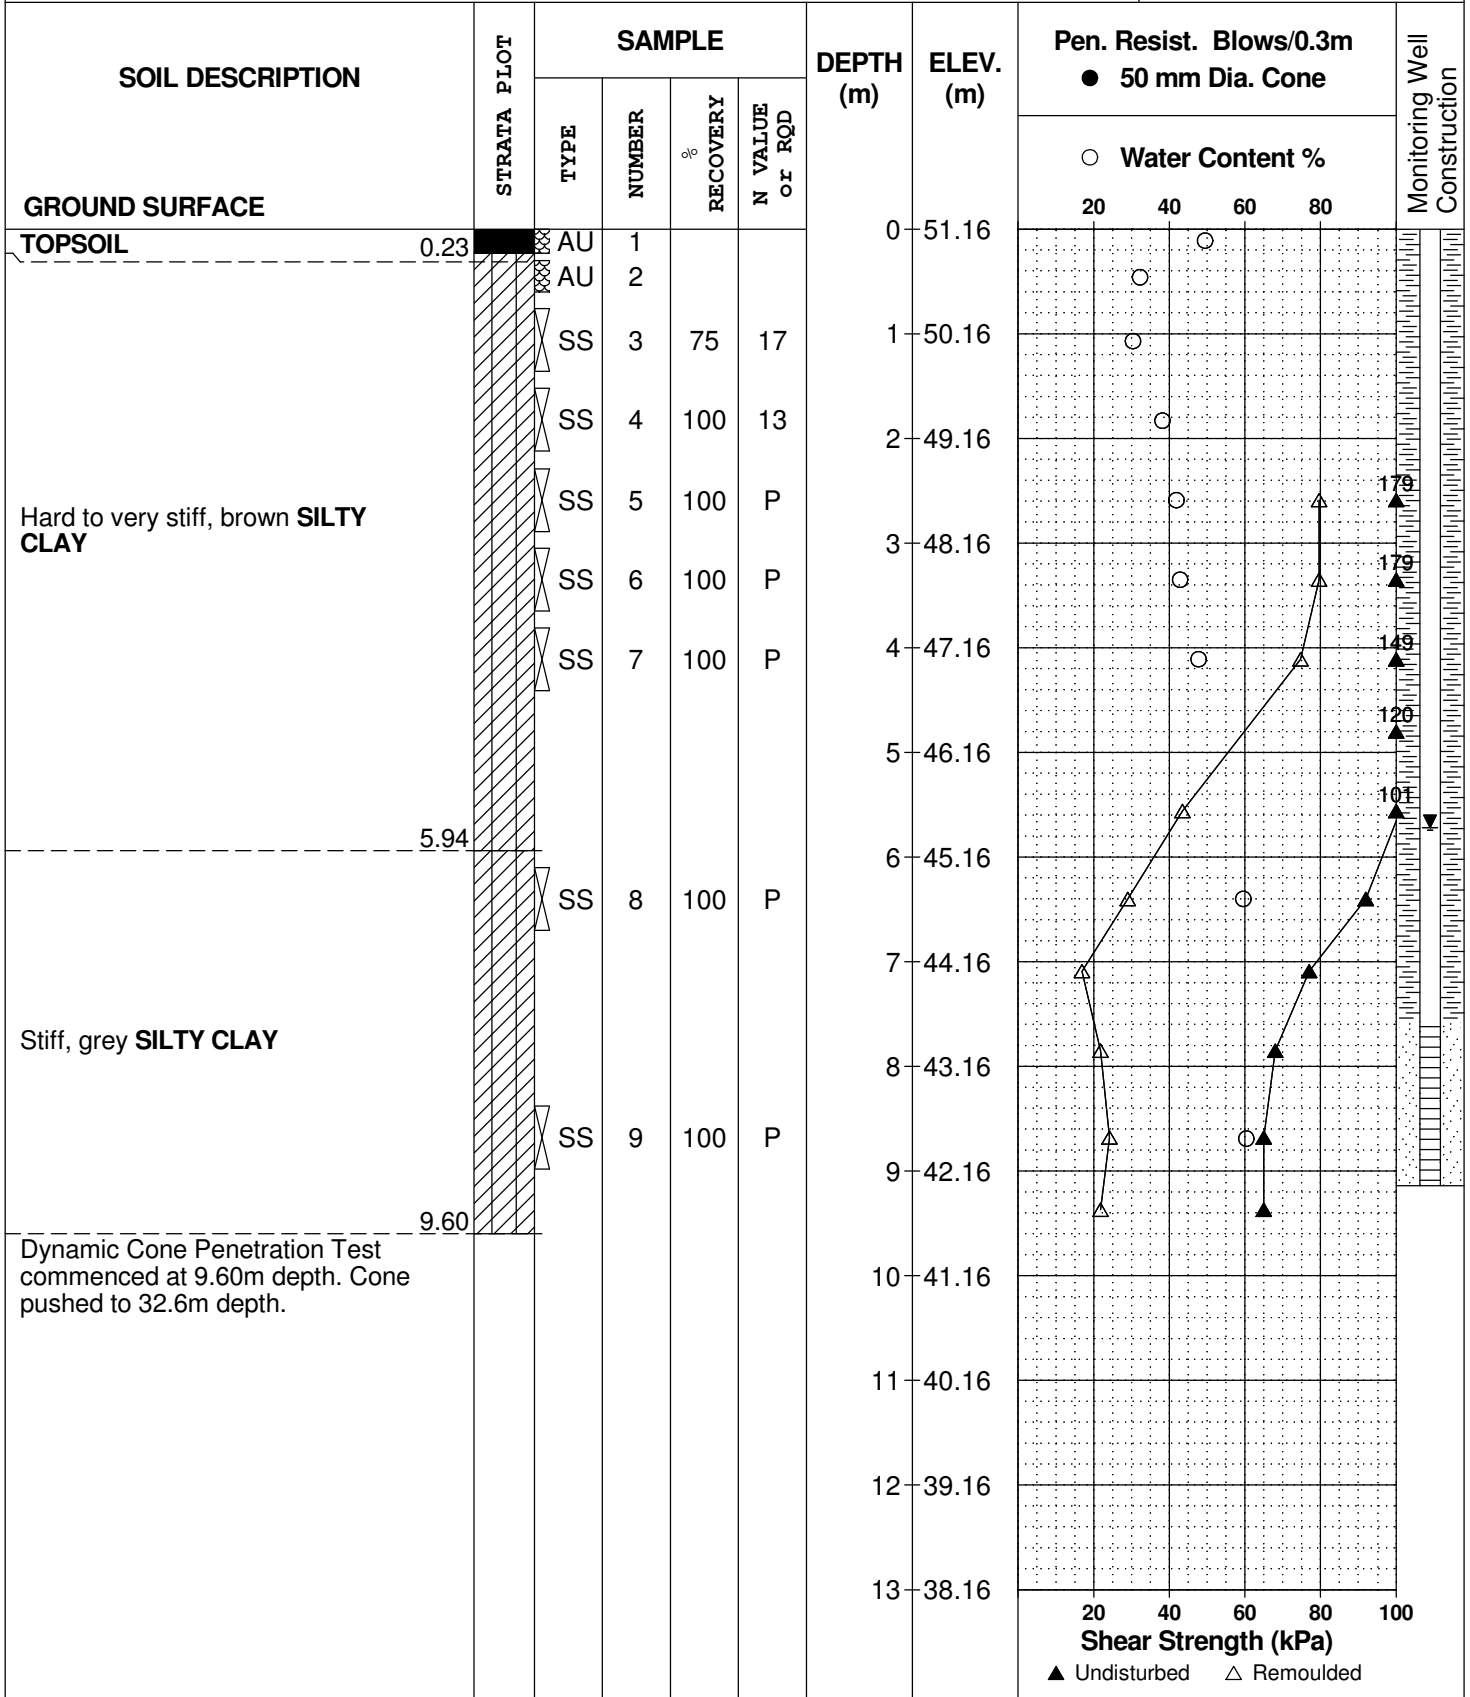 SOIL DESCRIPTION
GROUND SURFACE
STRATA PLOT
SAMPLE
TYPE
NUMBER
%
RECOVERY
N VALUE
or RQD
DEPTH
(m)
ELEV.
(m)
Pen. Resist. Blows/0.3m
● 50 mm Dia. Cone
○ Water Content %
20 40 60 80
Monitoring Well
Construction
TOPSOIL 0.23
AU 1
0 51.16
AU 2
SS 3 75 17
1 50.16
SS 4 100 13
2 49.16
179
SS 5 100 P
Hard to very stiff, brown SILTY
CLAY
3 48.16
179
SS 6 100 P
149
4 47.16
SS 7 100 P
120
5 46.16
101
5.94
6 45.16
SS 8 100 P
7 44.16
Stiff, grey SILTY CLAY
8 43.16
SS 9 100 P
9 42.16
9.60
Dynamic Cone Penetration Test
commenced at 9.60m depth. Cone
pushed to 32.6m depth.
10 41.16
11 40.16
12 39.16
13 38.16
20 40 60 80 100
Shear Strength (kPa)
▲ Undisturbed △ Remoulded